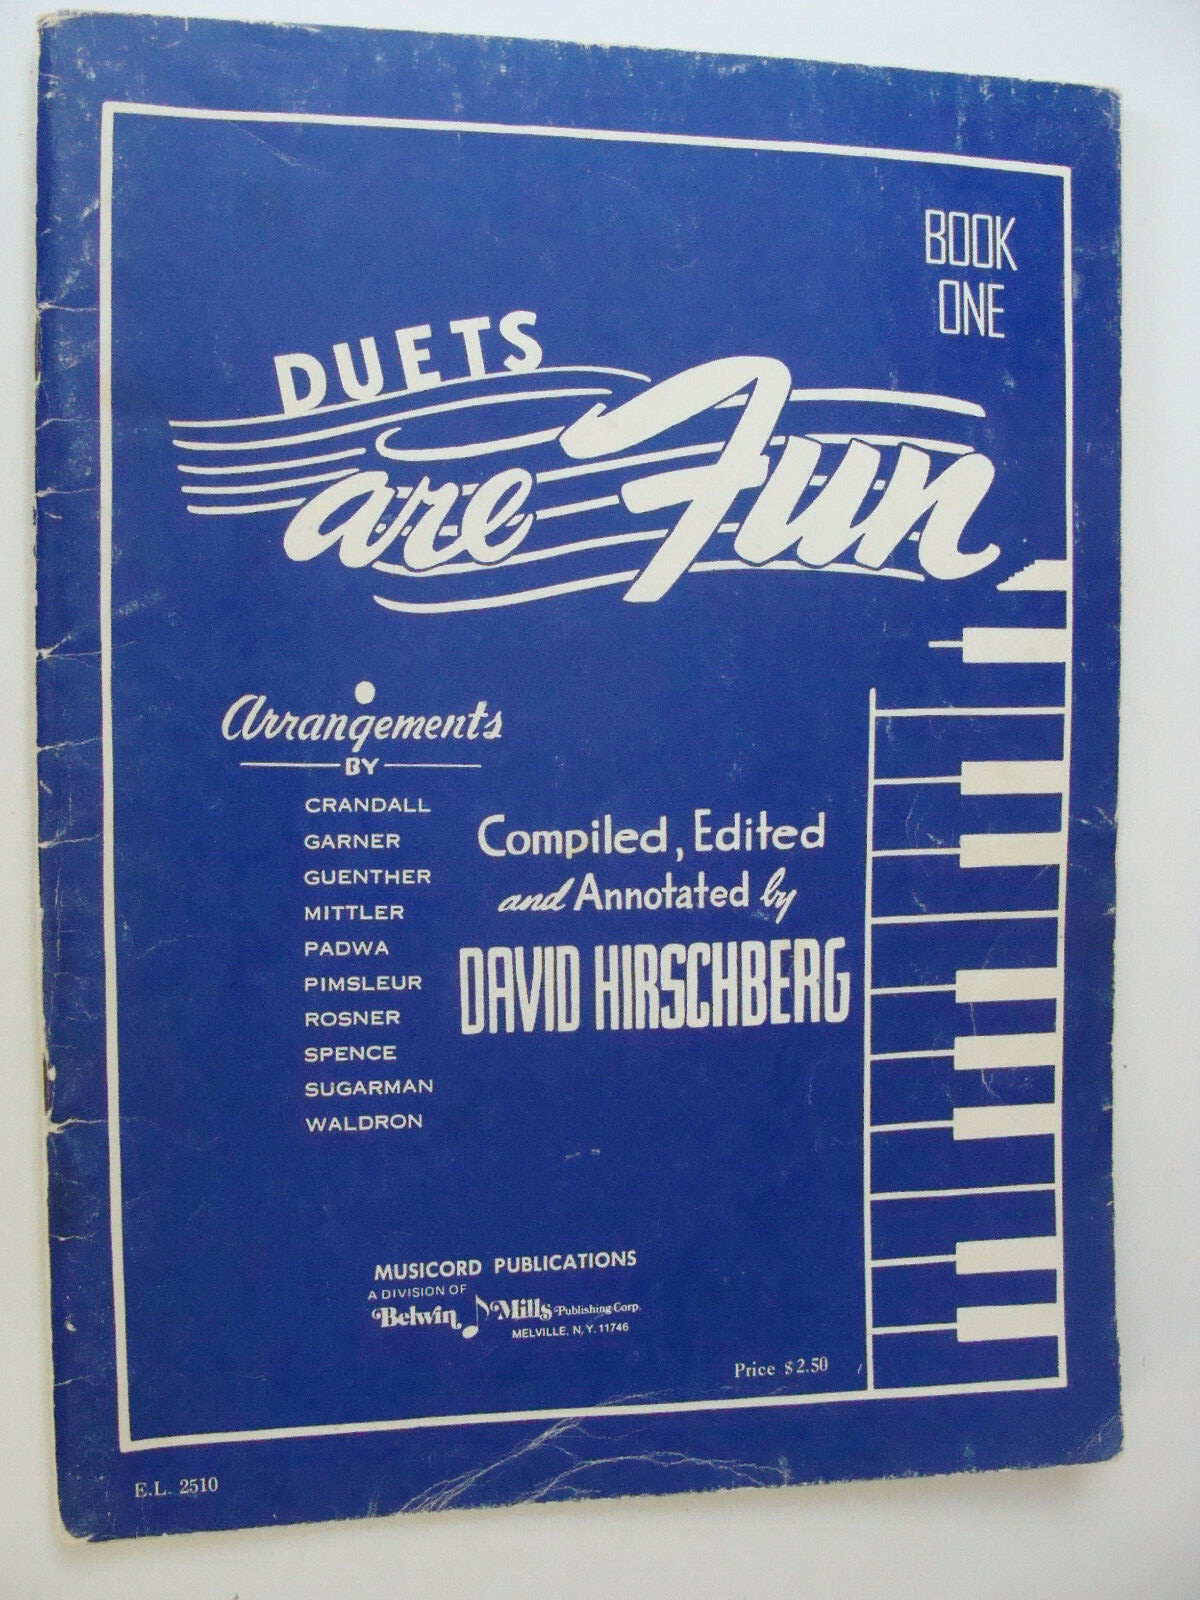 BOOK
ONE
DUETS
are Fun
Arrangements
BY
CRANDALL
GARNER
GUENTHER
MITTLER
PADWA
PIMSLEUR
ROSNER
SPENCE
SUGARMAN
WALDRON
Compiled, Edited
and Annotated by
DAVID HIRSCHBERG
MUSICORD PUBLICATIONS
A DIVISION OF
Belwin Mills Publishing Corp.
MELVILLE, N.Y. 11746
Price $2.50
E.L. 2510